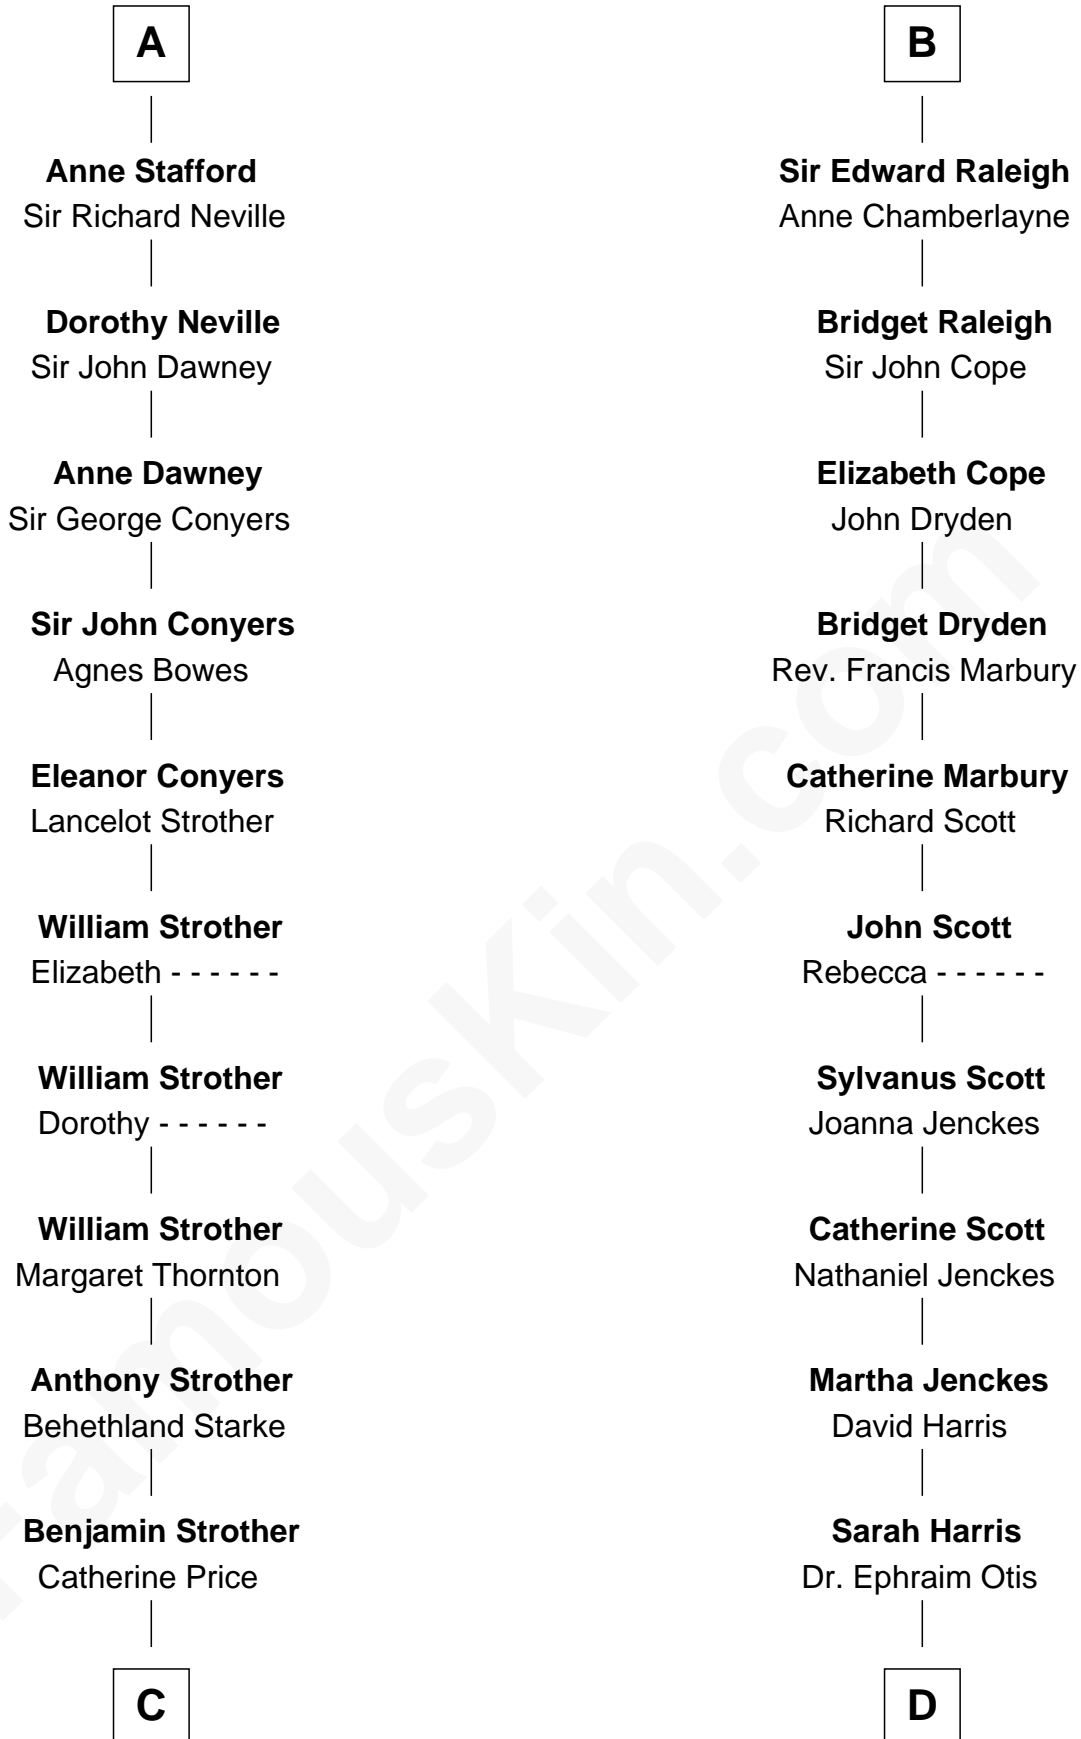 A
Anne Stafford
Sir Richard Neville
Dorothy Neville
Sir John Dawney
Anne Dawney
Sir George Conyers
Sir John Conyers
Agnes Bowes
Eleanor Conyers
Lancelot Strother
William Strother
Elizabeth - - - - - -
William Strother
Dorothy - - - - - -
William Strother
Margaret Thornton
Anthony Strother
Behethland Starke
Benjamin Strother
Catherine Price
C
B
Sir Edward Raleigh
Anne Chamberlayne
Bridget Raleigh
Sir John Cope
Elizabeth Cope
John Dryden
Bridget Dryden
Rev. Francis Marbury
Catherine Marbury
Richard Scott
John Scott
Rebecca - - - - - -
Sylvanus Scott
Joanna Jenckes
Catherine Scott
Nathaniel Jenckes
Martha Jenckes
David Harris
Sarah Harris
Dr. Ephraim Otis
D
FamousKin.com